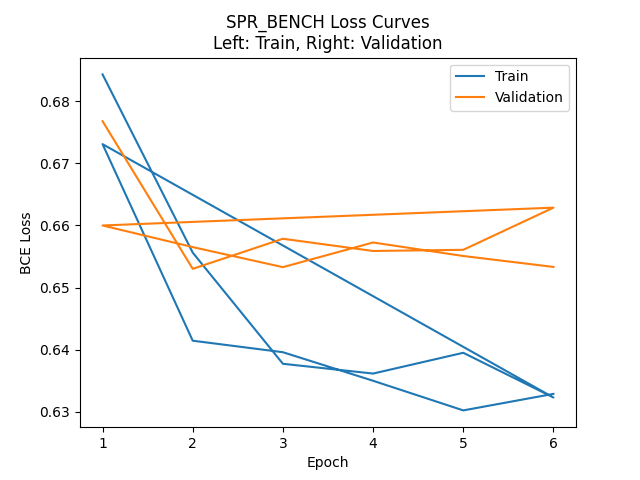 SPR_BENCH Loss Curves
Left: Train, Right: Validation
Train
Validation
BCE Loss
0.68
0.67
0.66
0.65
0.64
0.63
1 2 3 4 5 6
Epoch